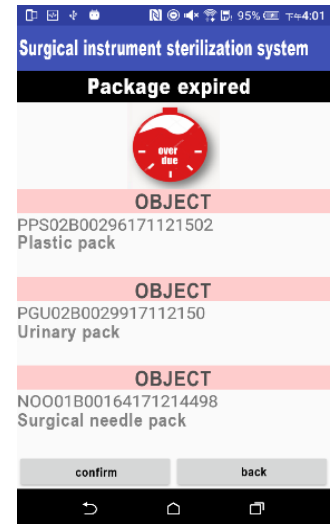 95% 下午4:01
Surgical instrument sterilization system
Package expired
over
due
OBJECT
PPS02B00296171121502
Plastic pack
OBJECT
PGU02B0029917112150
Urinary pack
OBJECT
NOO01B00164171214498
Surgical needle pack
confirm back